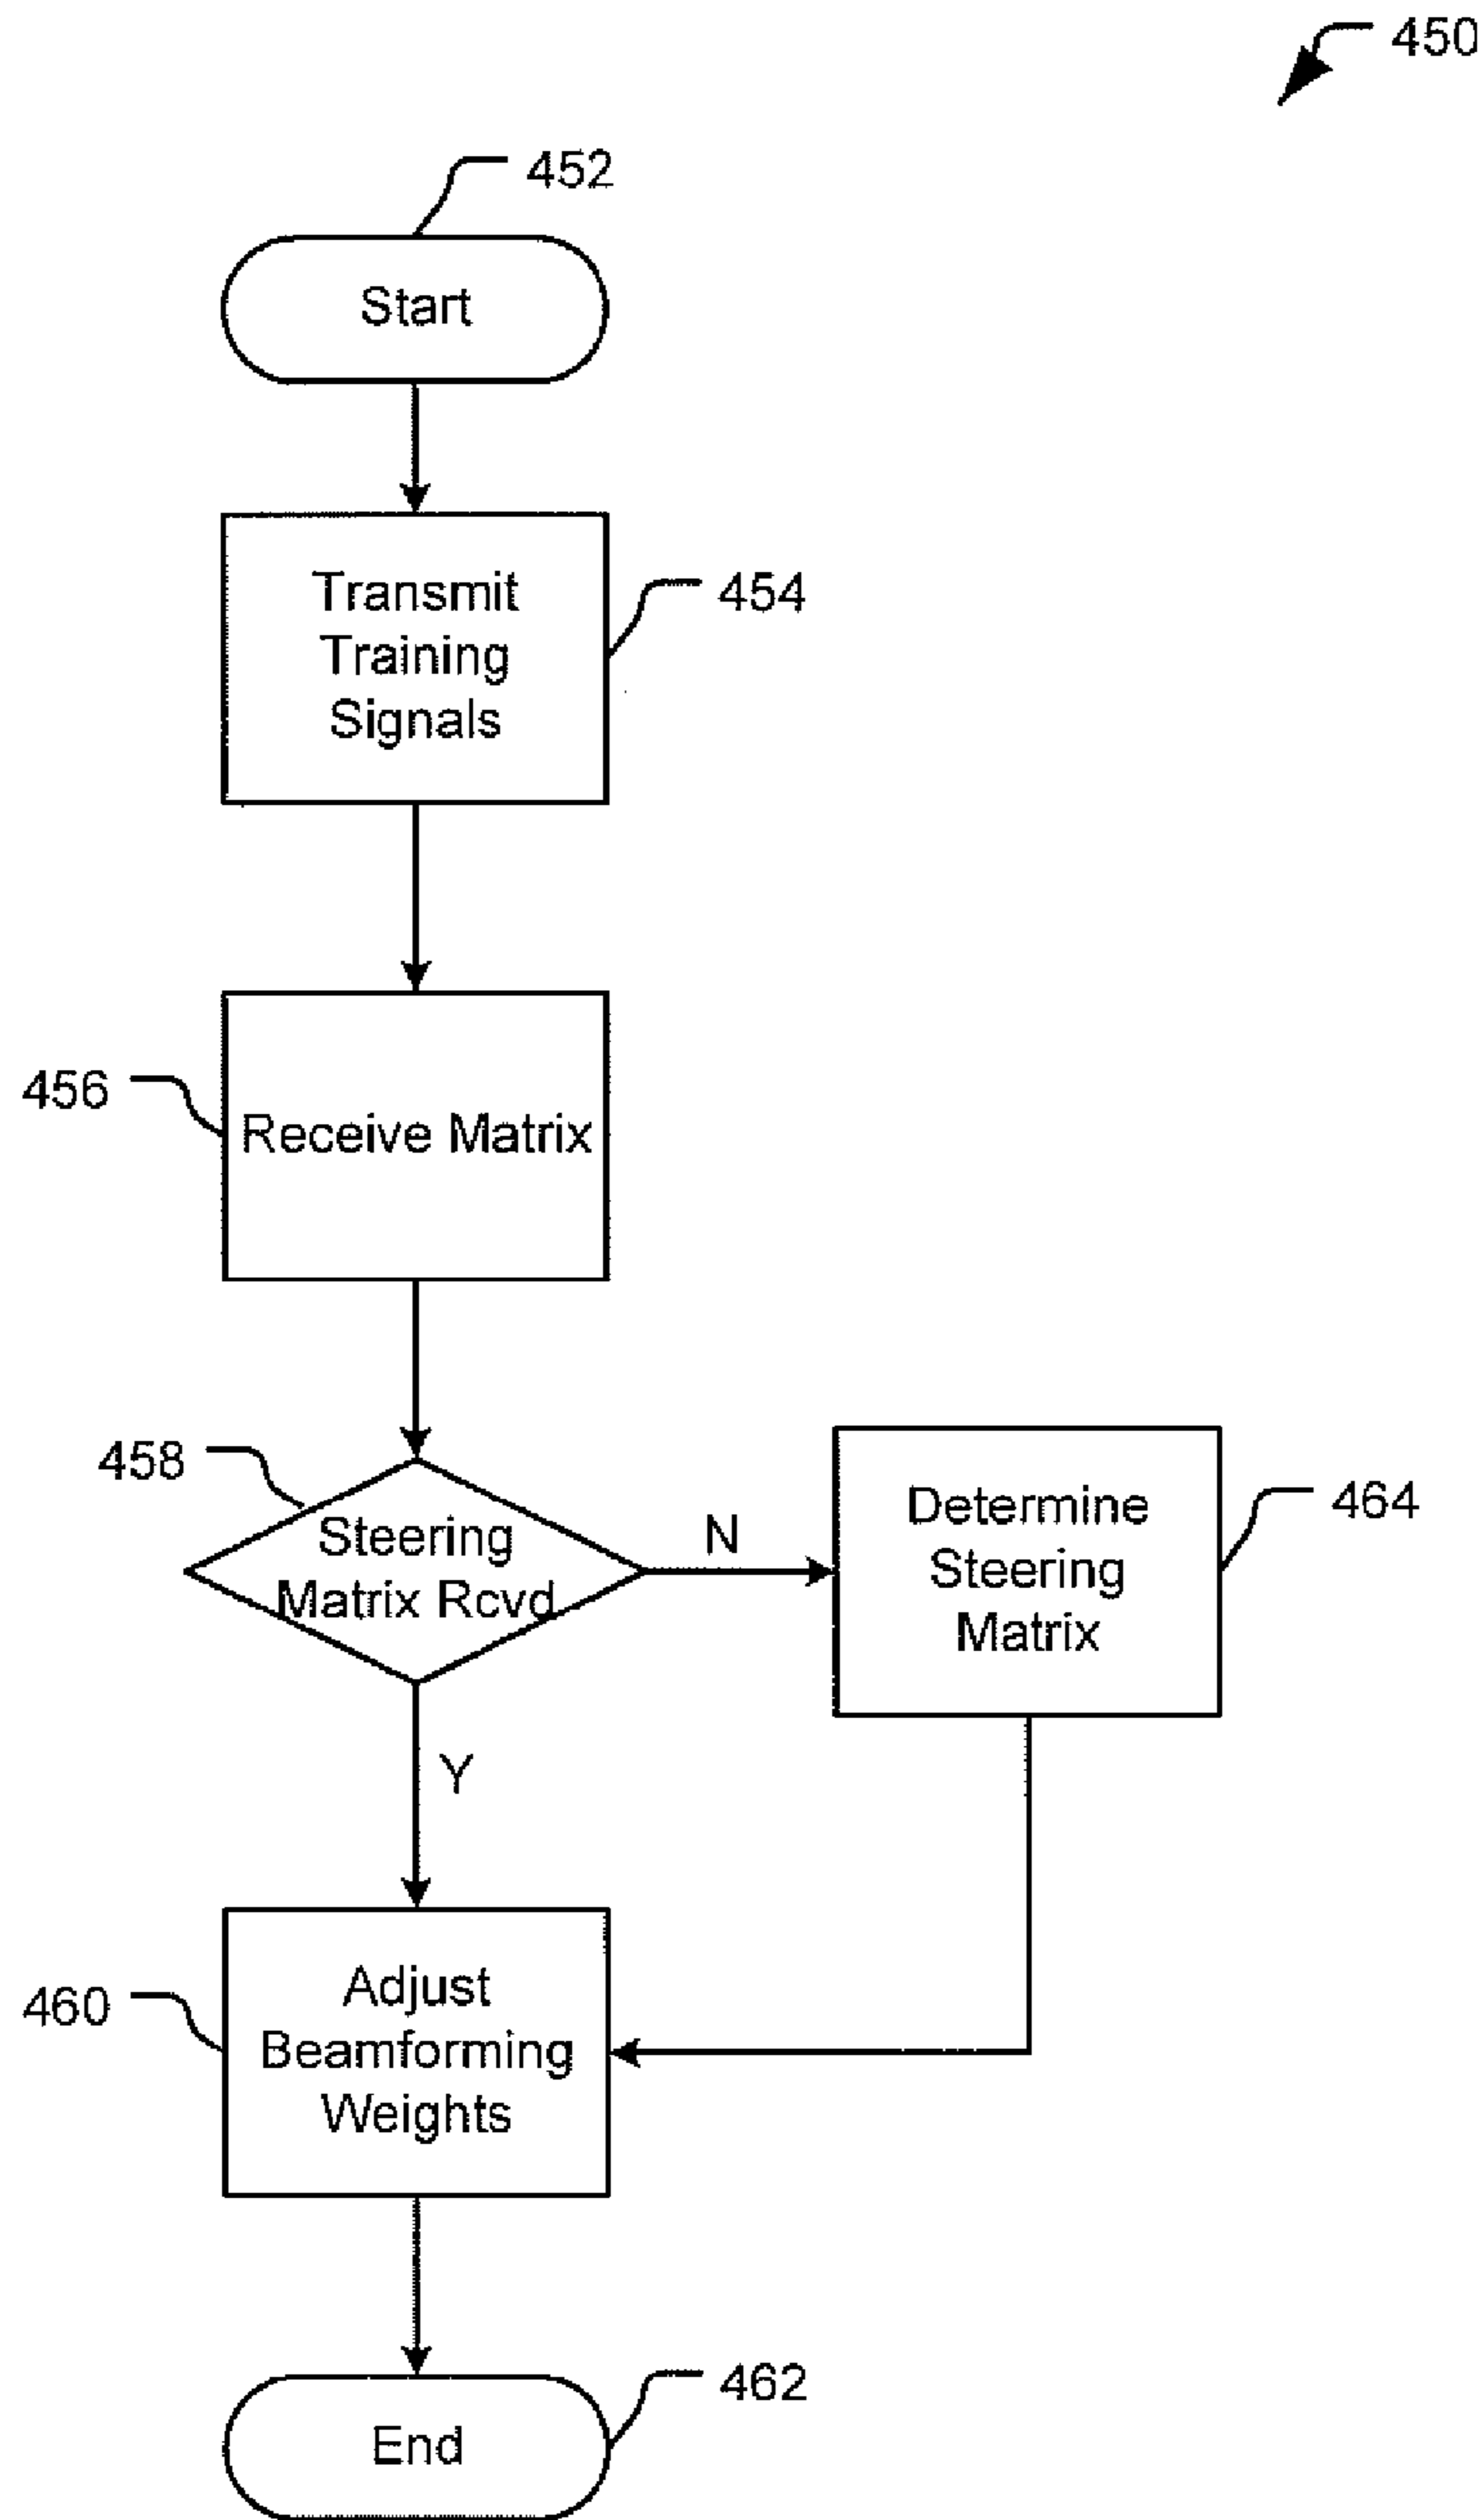 450
452
Start
Transmit
Training
Signals
454
456
Receive Matrix
458
Steering
Matrix Rcvd
N
Determine
Steering
Matrix
464
Y
460
Adjust
Beamforming
Weights
462
End